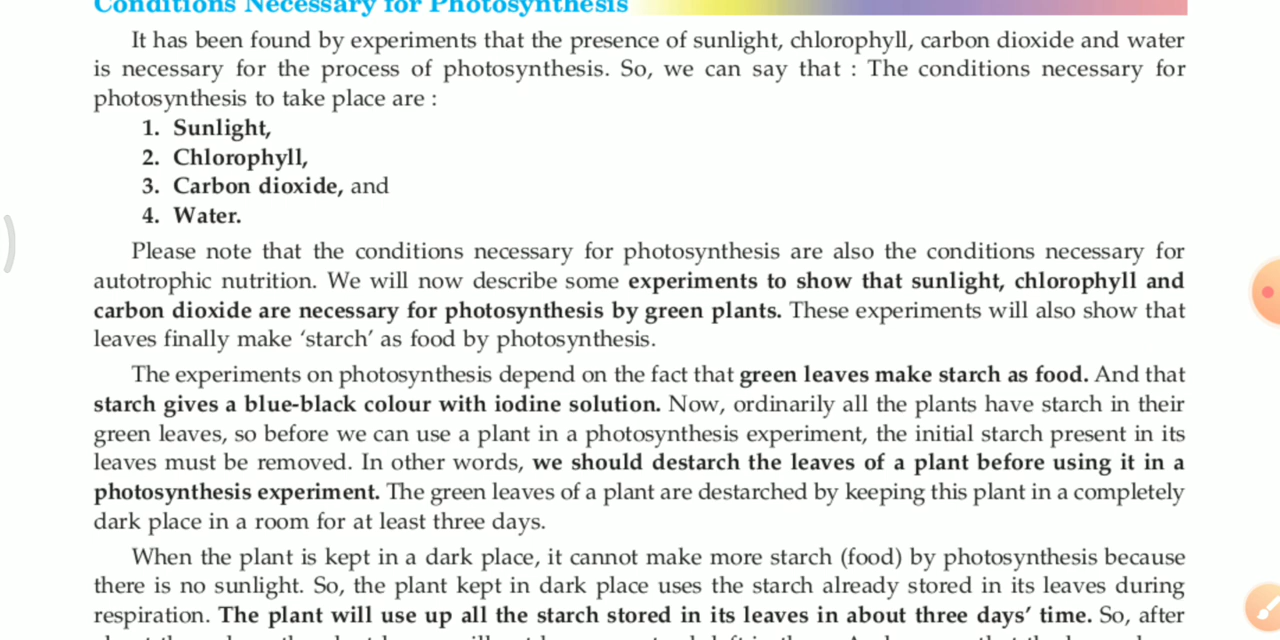 Conditions Necessary for Photosynthesis
It has been found by experiments that the presence of sunlight, chlorophyll, carbon dioxide and water
is necessary for the process of photosynthesis. So, we can say that : The conditions necessary for
photosynthesis to take place are :
1. Sunlight,
2. Chlorophyll,
3. Carbon dioxide, and
4. Water.
Please note that the conditions necessary for photosynthesis are also the conditions necessary for
autotrophic nutrition. We will now describe some experiments to show that sunlight, chlorophyll and
carbon dioxide are necessary for photosynthesis by green plants. These experiments will also show that
leaves finally make ‘starch’ as food by photosynthesis.
The experiments on photosynthesis depend on the fact that green leaves make starch as food. And that
starch gives a blue-black colour with iodine solution. Now, ordinarily all the plants have starch in their
green leaves, so before we can use a plant in a photosynthesis experiment, the initial starch present in its
leaves must be removed. In other words, we should destarch the leaves of a plant before using it in a
photosynthesis experiment. The green leaves of a plant are destarched by keeping this plant in a completely
dark place in a room for at least three days.
When the plant is kept in a dark place, it cannot make more starch (food) by photosynthesis because
there is no sunlight. So, the plant kept in dark place uses the starch already stored in its leaves during
respiration. The plant will use up all the starch stored in its leaves in about three days’ time. So, after